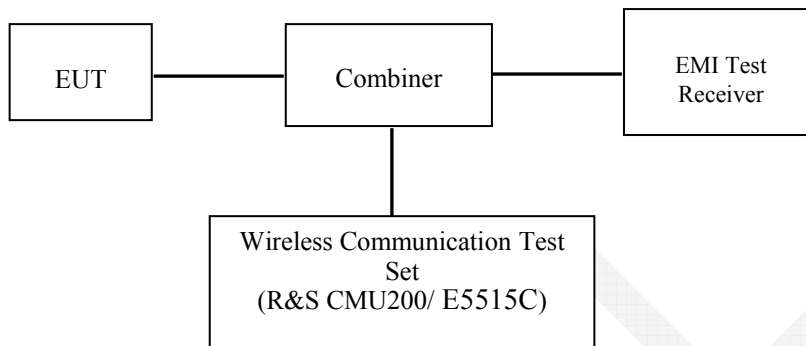 EUT
Combiner
EMI Test
Receiver
Wireless Communication Test
Set
(R&S CMU200/ E5515C)